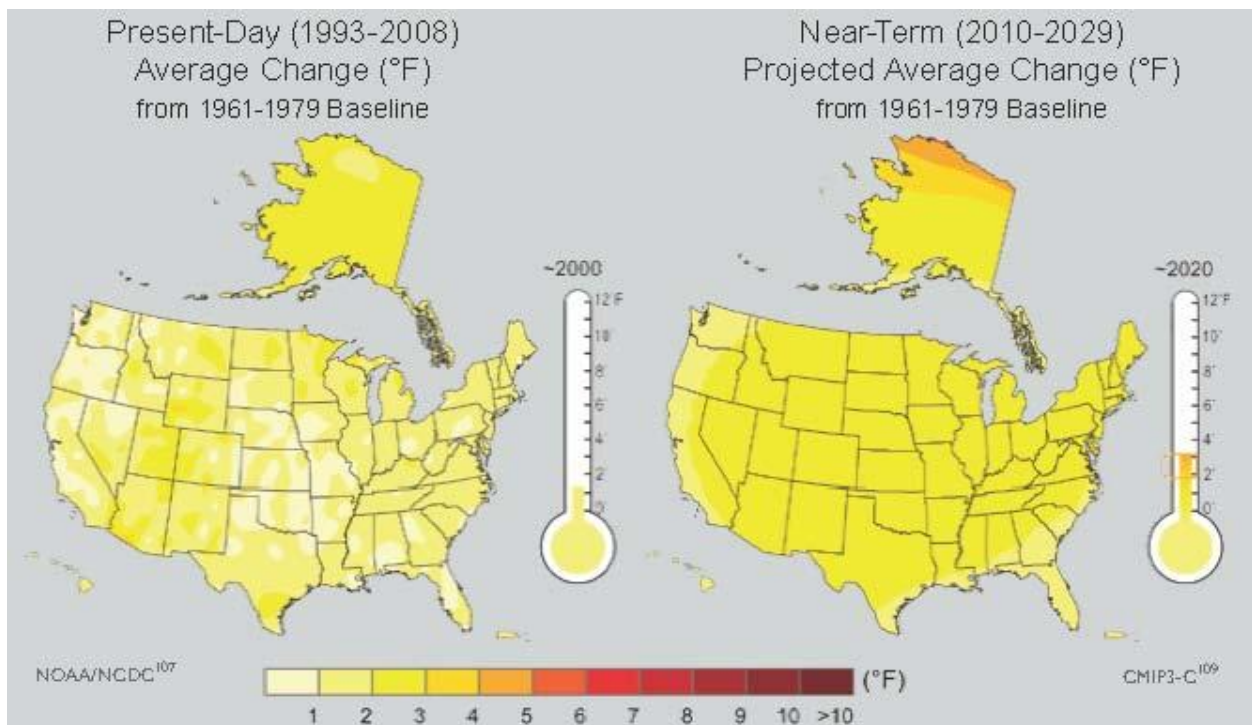 Present-Day (1993-2008)
Average Change (°F)
from 1961-1979 Baseline
Near-Term (2010-2029)
Projected Average Change (°F)
from 1961-1979 Baseline
~2000
12°F
10°
8°
6°
4°
2°
0°
~2020
12°F
10°
8°
6°
4°
2°
0°
NOAA/NCDC107
(°F)
1 2 3 4 5 6 7 8 9 10 >10
CMIP3-C109